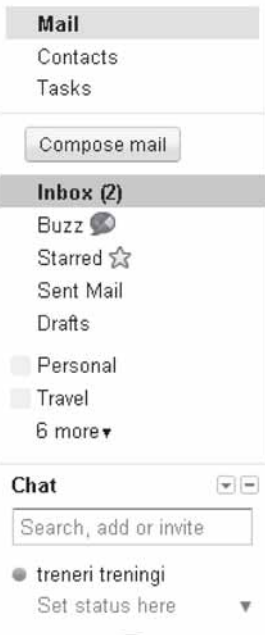 Mail
Contacts
Tasks
Compose mail
Inbox (2)
Buzz
Starred
Sent Mail
Drafts
Personal
Travel
6 more▾
Chat
Search, add or invite
treneri treningi
Set status here